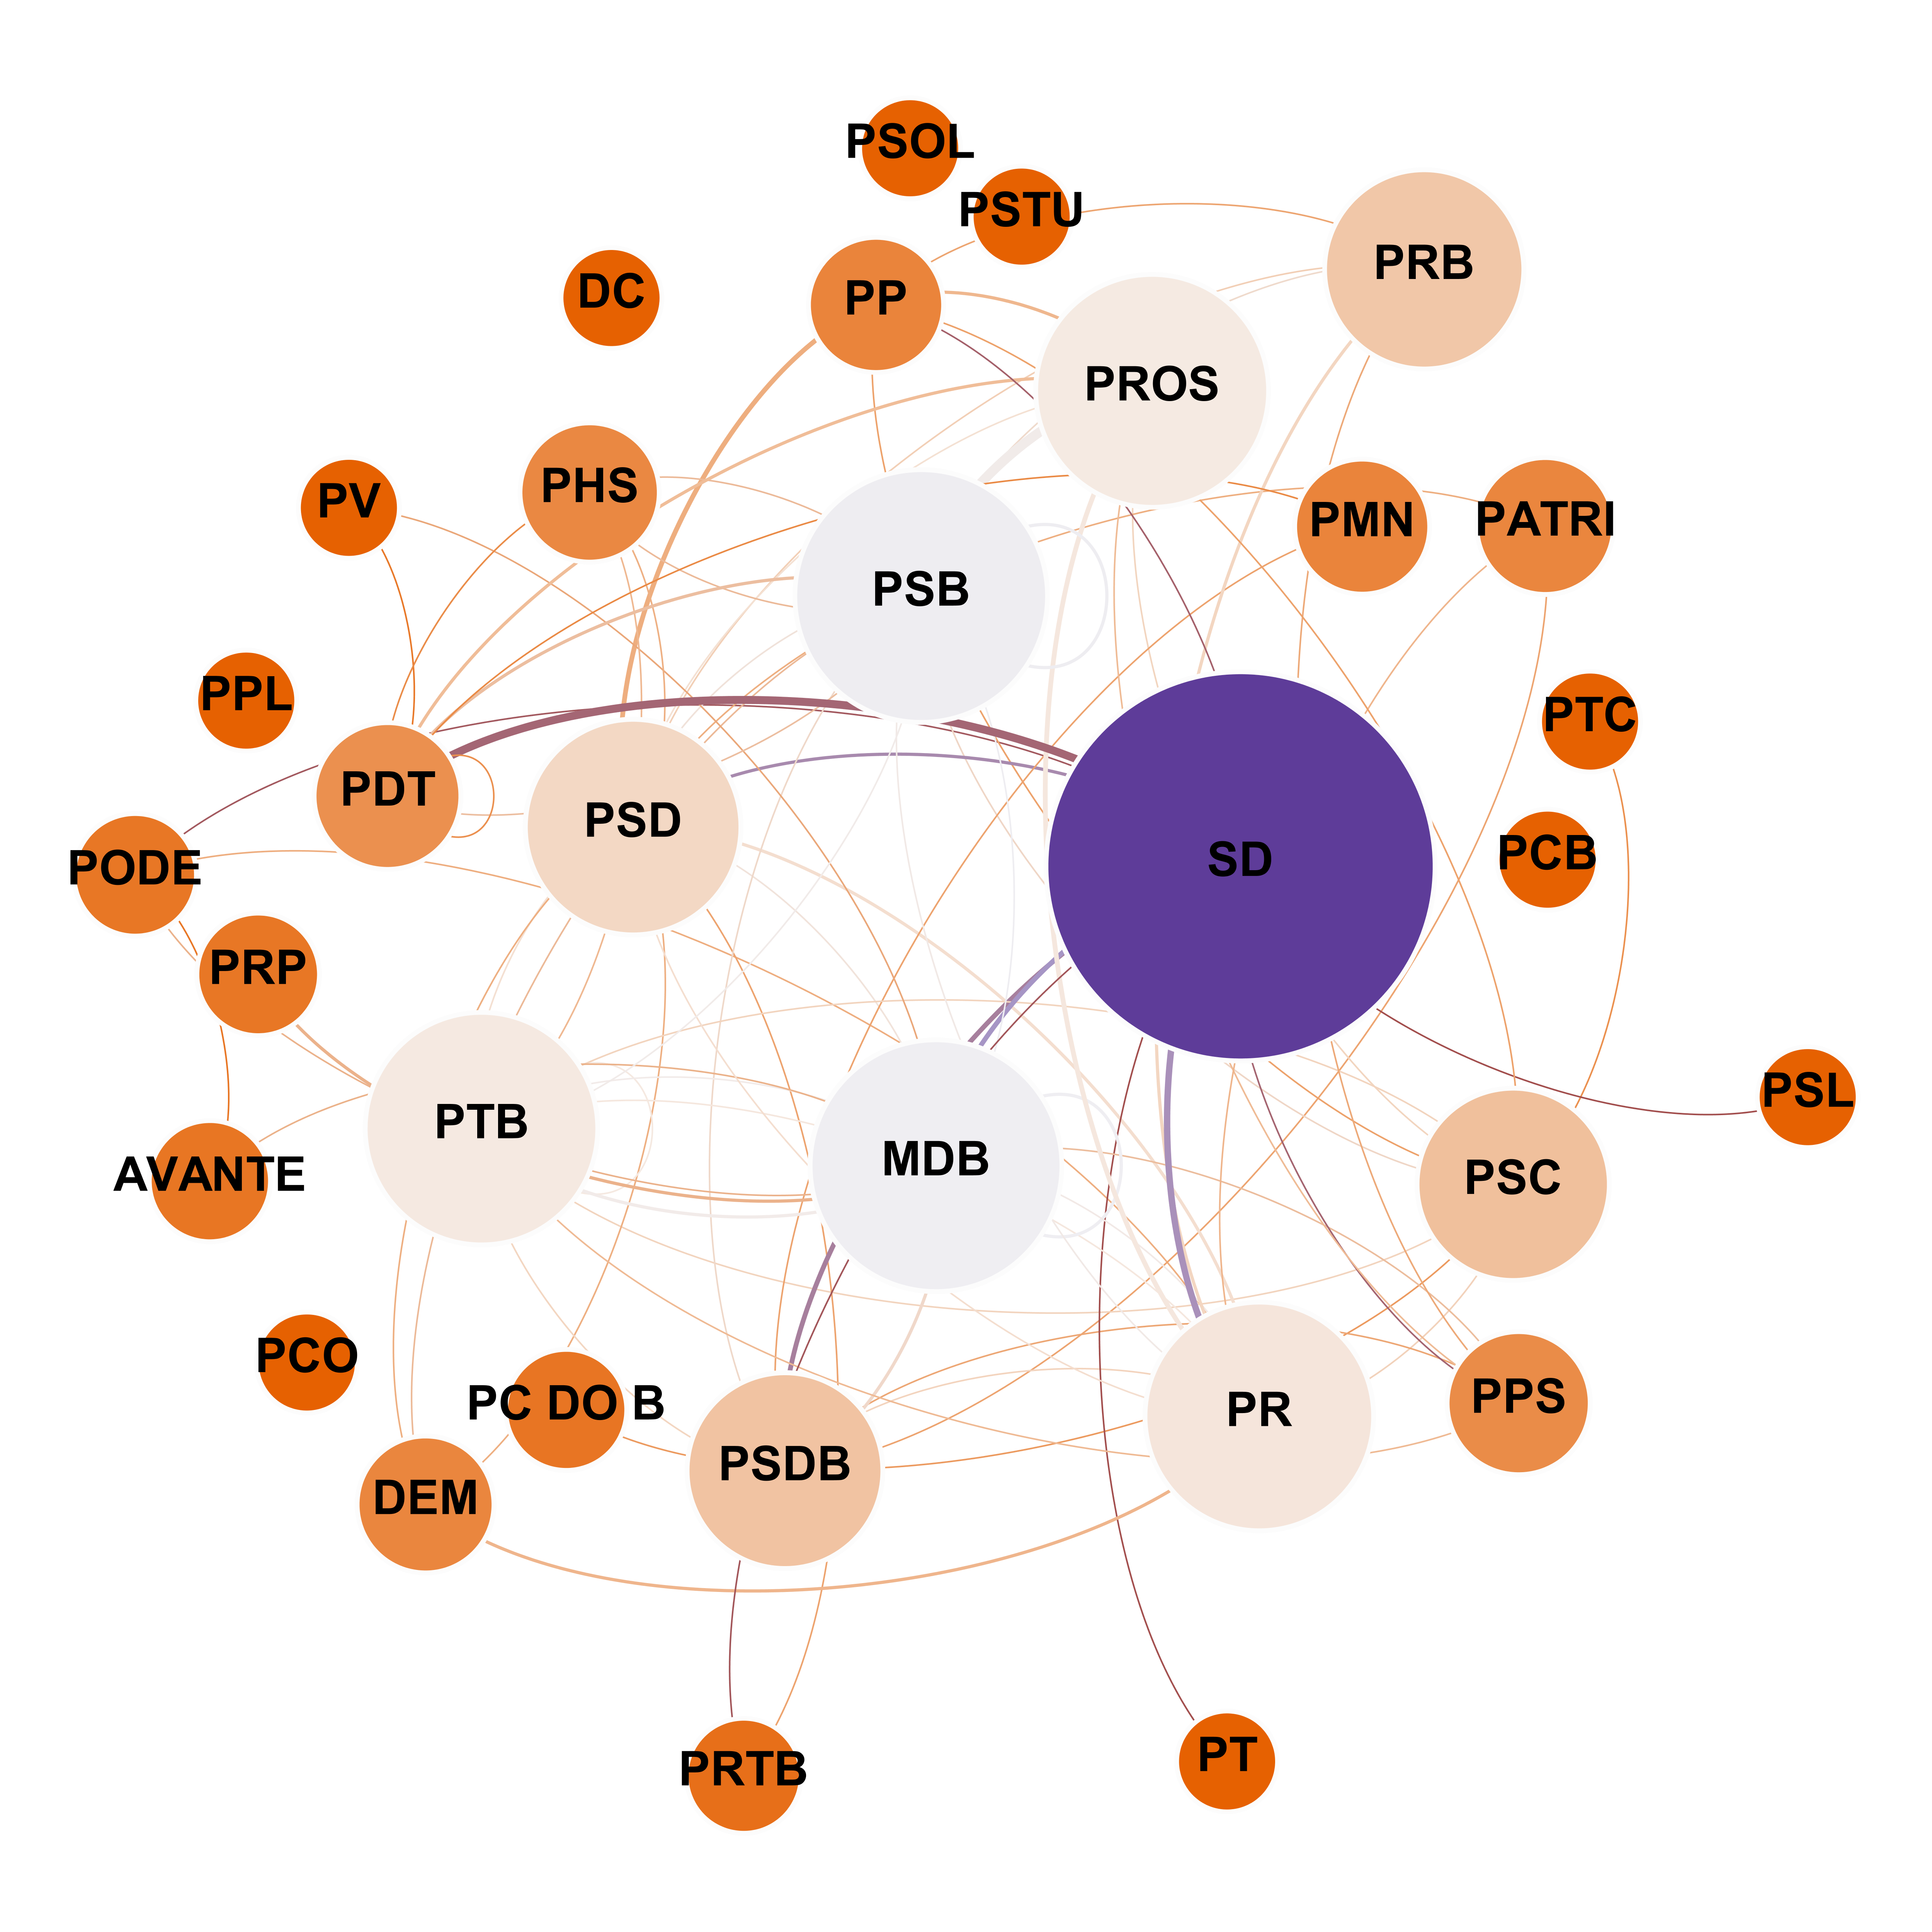 PSOL
PSTU
PRB
DC
PP
PROS
PHS
PV
PMN
PATRI
PSB
PPL
PTC
PDT
PSD
PCB
SD
PODE
PRP
PSL
PTB
MDB
AVANTE
PSC
PCO
PC DO B
PPS
PR
PSDB
DEM
PT
PRTB